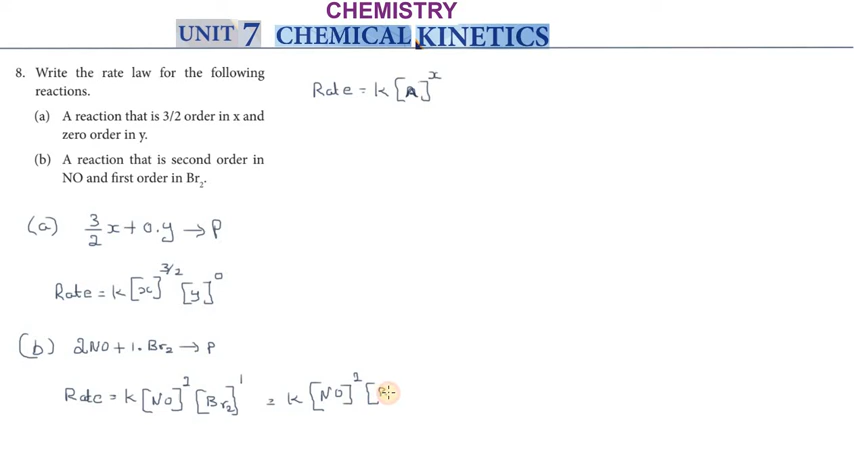 CHEMISTRY
UNIT 7 CHEMICAL KINETICS
8. Write the rate law for the following
reactions.
(a) A reaction that is 3/2 order in x and
zero order in y.
(b) A reaction that is second order in
NO and first order in Br₂.
Rate = k[A]^x
(a) 3/2 x + 0.y → P
Rate = k[x]^3/2 [y]^0
(b) 2NO + 1. Br₂ → P
Rate = k[NO]^2 [Br₂]^1 = k[NO]^2 [